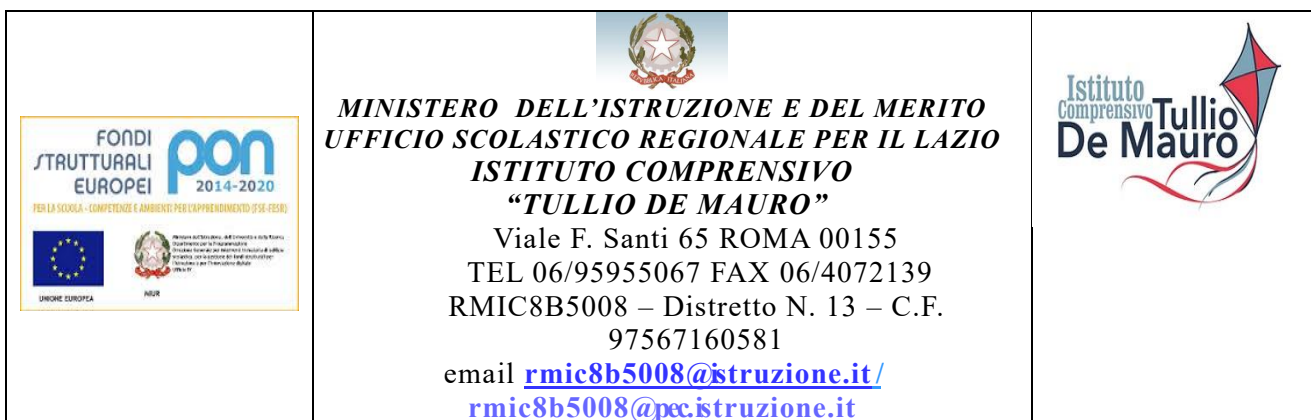 FONDI
STRUTTURALI
EUROPEI
pon
2014-2020
PER LA SCUOLA - COMPETENZE E AMBIENTI PER L'APPRENDIMENTO (FSE-FESR)
UNIONE EUROPEA
MIUR
REPVBBLICA ITALIANA
MINISTERO DELL’ISTRUZIONE E DEL MERITO
UFFICIO SCOLASTICO REGIONALE PER IL LAZIO
ISTITUTO COMPRENSIVO
“TULLIO DE MAURO”
Viale F. Santi 65 ROMA 00155
TEL 06/95955067 FAX 06/4072139
RMIC8B5008 – Distretto N. 13 – C.F.
97567160581
email rmic8b5008@istruzione.it/
rmic8b5008@pec.istruzione.it
Istituto
Comprensivo Tullio
De Mauro